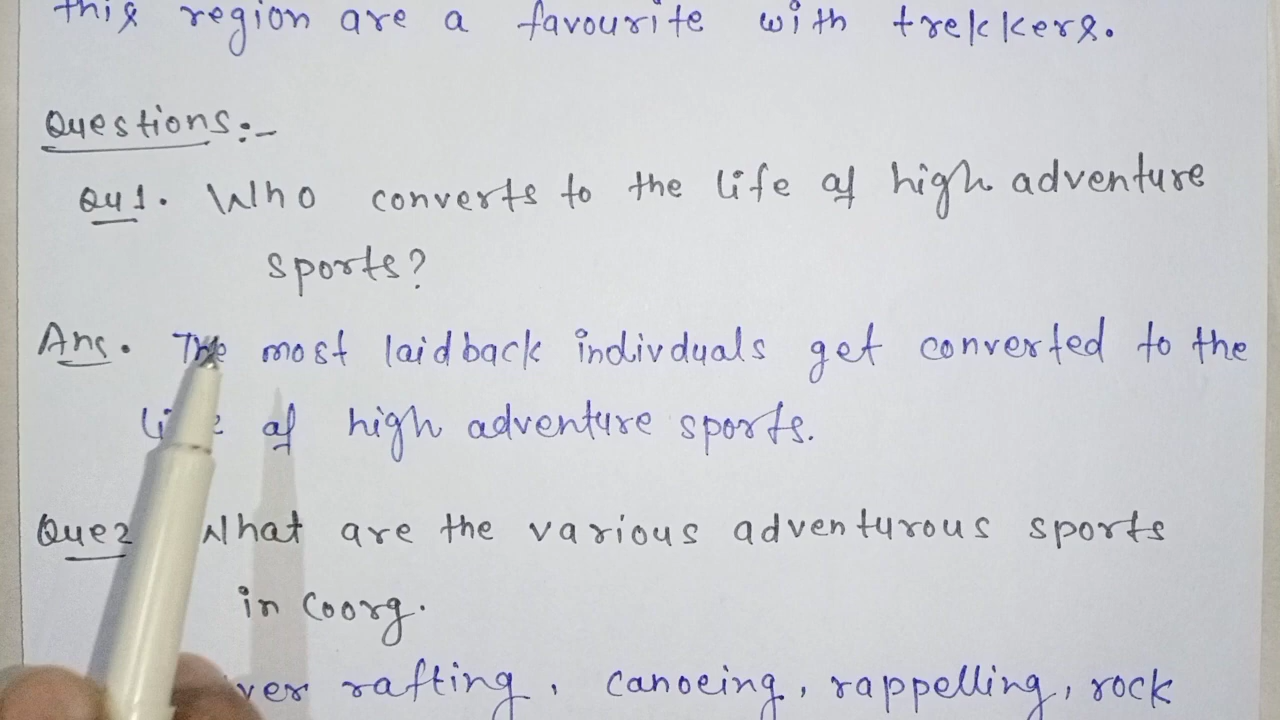 this region are a favourite with trekkers.
Questions:-
Qu1. Who converts to the life of high adventure
sports?
Ans. The most laidback indivduals get converted to the
of high adventure sports.
Que2 What are the various adventurous sports
in Coorg.
rafting, canoeing, rappelling, rock